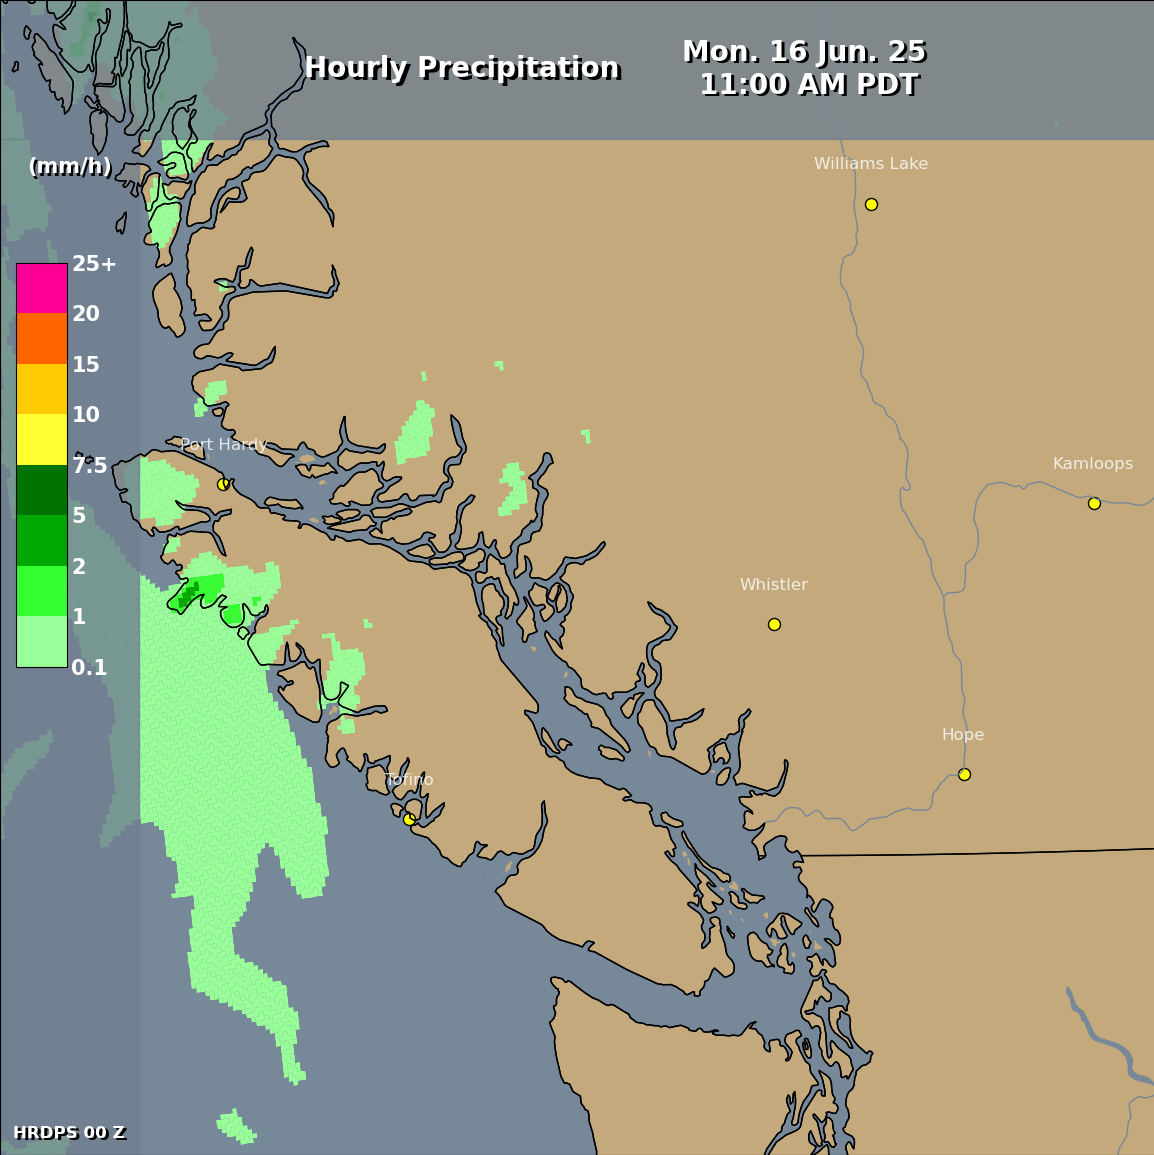 Hourly Precipitation
Mon. 16 Jun. 25
11:00 AM PDT
(mm/h)
Williams Lake
25+
20
15
10
7.5
5
2
1
0.1
Port Hardy
Kamloops
Whistler
Hope
Tofino
HRDPS 00 Z